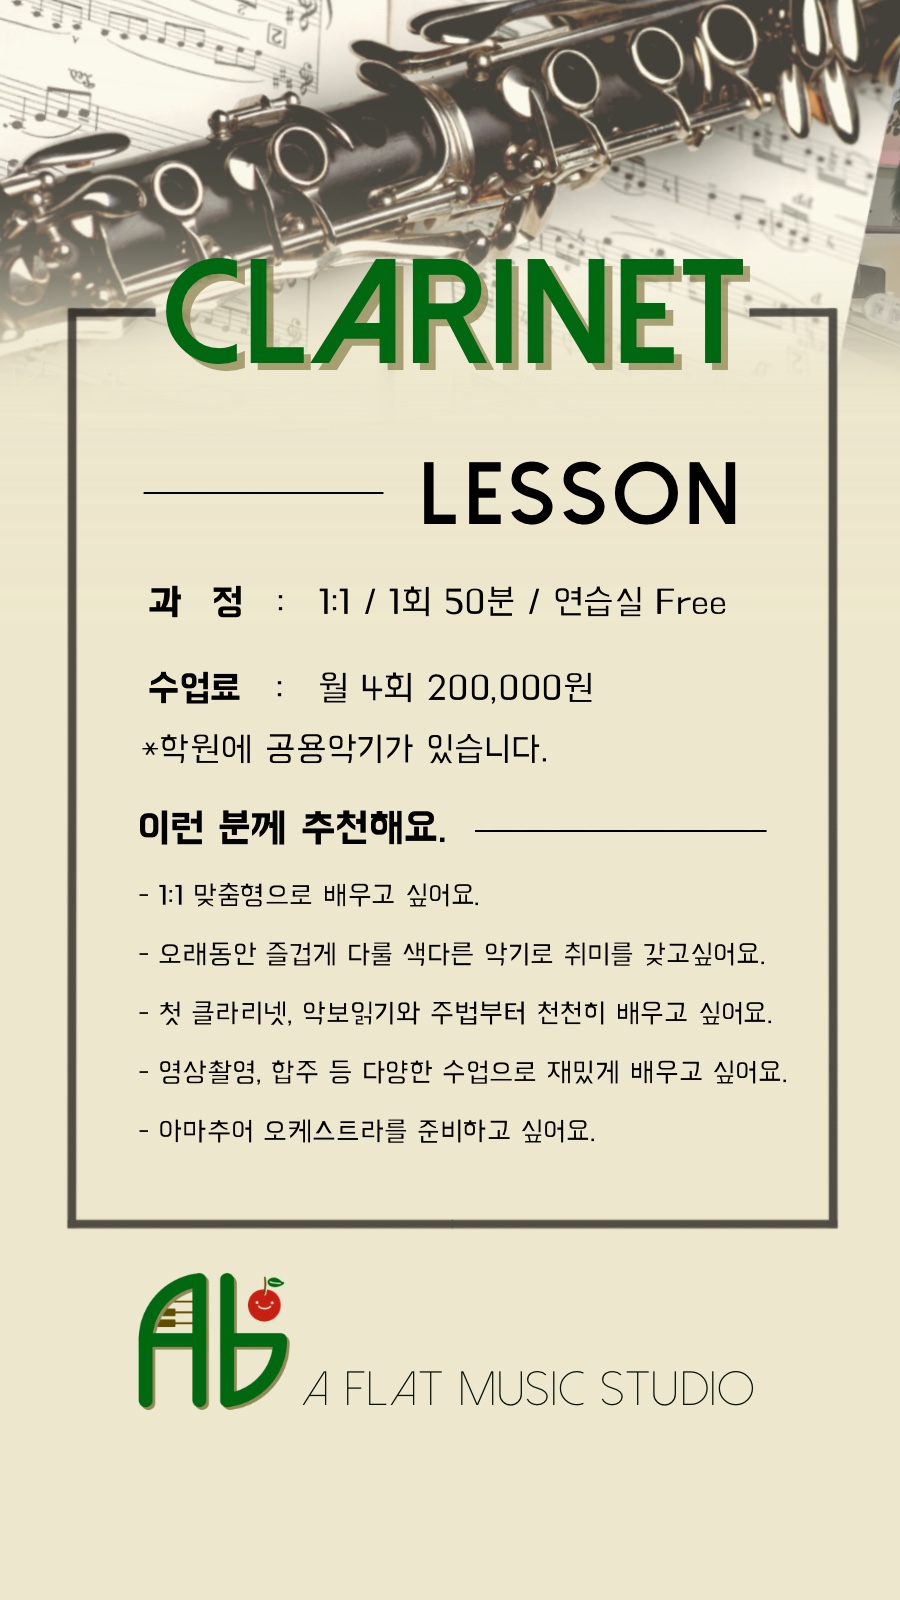 CLARINET
LESSON
과 정 : 1:1 / 1회 50분 / 연습실 Free
수업료 : 월 4회 200,000원
*학원에 공용악기가 있습니다.
이런 분께 추천해요.
- 1:1 맞춤형으로 배우고 싶어요.
- 오래동안 즐겁게 다룰 색다른 악기로 취미를 갖고싶어요.
- 첫 클라리넷, 악보읽기와 주법부터 천천히 배우고 싶어요.
- 영상촬영, 합주 등 다양한 수업으로 재밌게 배우고 싶어요.
- 아마추어 오케스트라를 준비하고 싶어요.
Ab
A FLAT MUSIC STUDIO